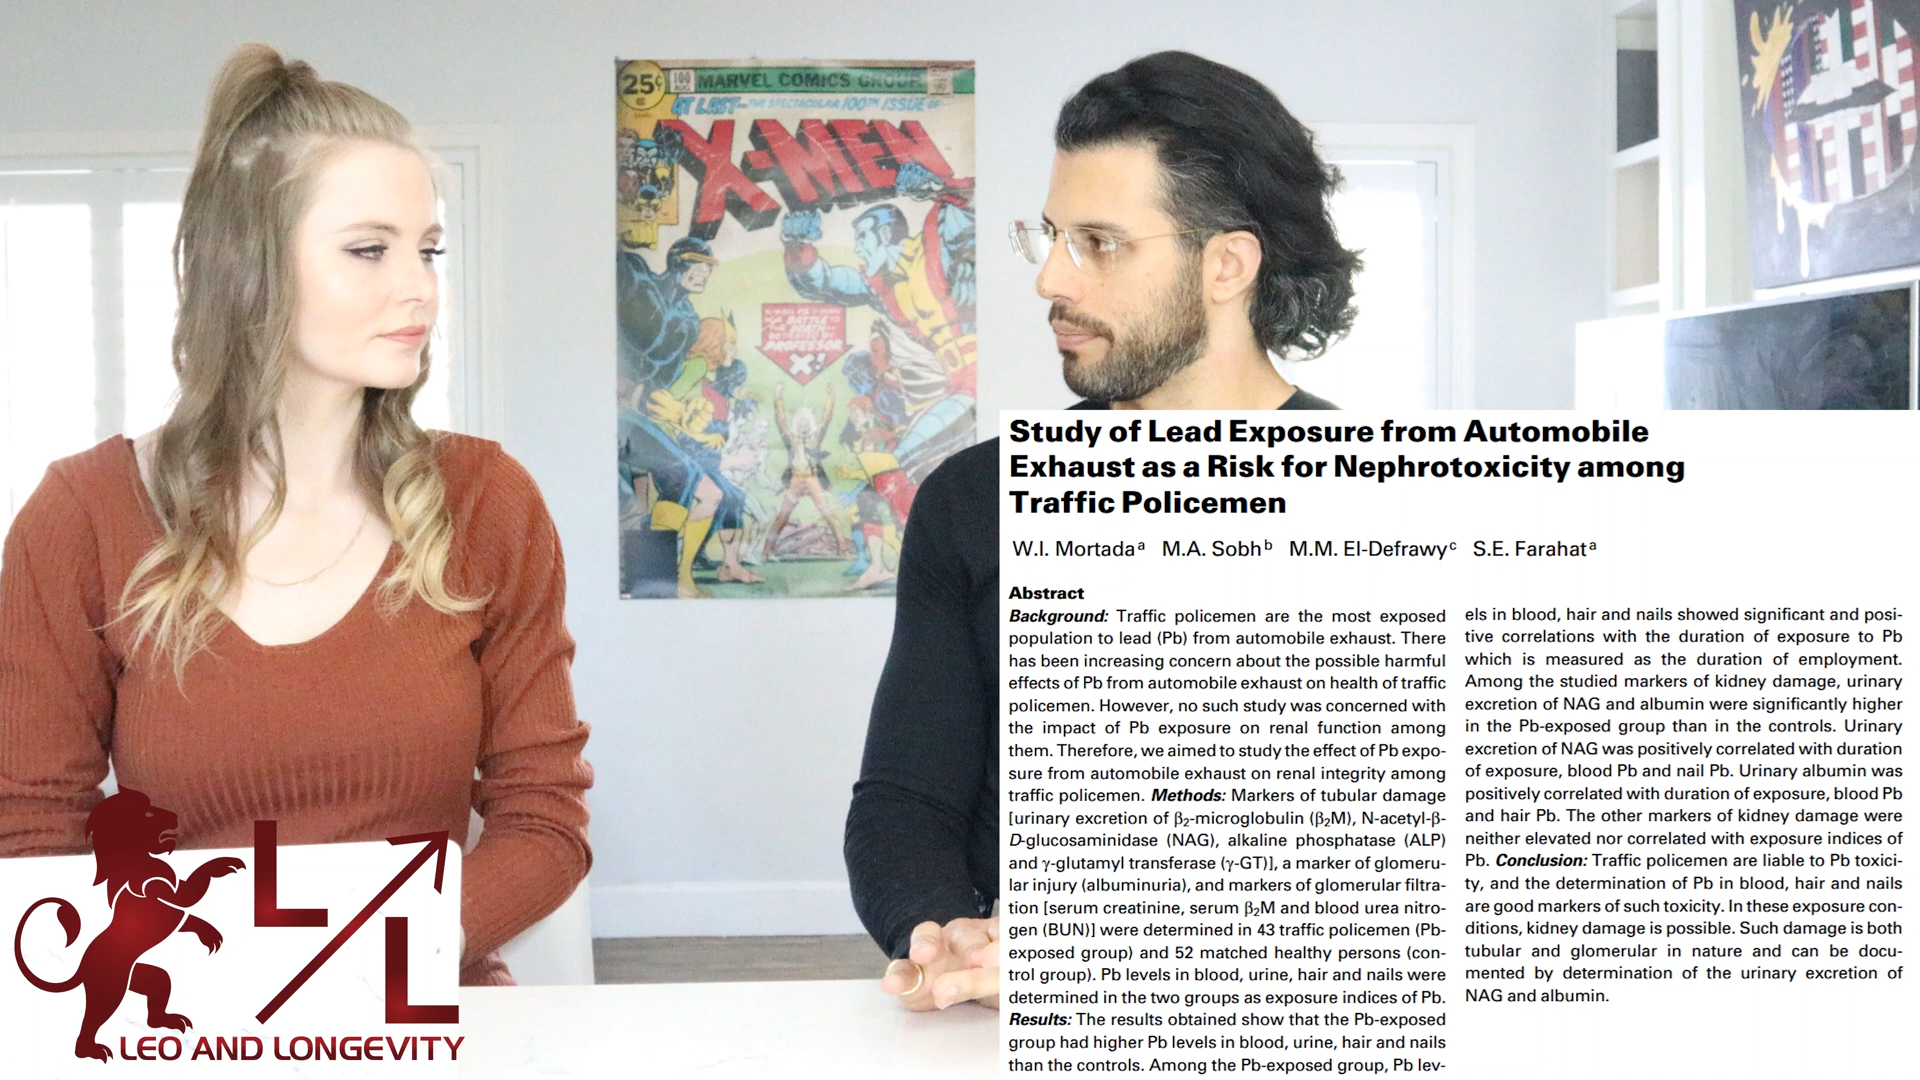 25¢
100
AUG
MARVEL COMICS GROUP
AT LAST--THE SPECTACULAR 100TH ISSUE OF--
X-MEN
BATTLE TO
THE DEATH--
PROFESSOR
X!
Study of Lead Exposure from Automobile
Exhaust as a Risk for Nephrotoxicity among
Traffic Policemen
W.I. Mortada a M.A. Sobh b M.M. El-Defrawy c S.E. Farahat a
Abstract
Background: Traffic policemen are the most exposed
population to lead (Pb) from automobile exhaust. There
has been increasing concern about the possible harmful
effects of Pb from automobile exhaust on health of traffic
policemen. However, no such study was concerned with
the impact of Pb exposure on renal function among
them. Therefore, we aimed to study the effect of Pb expo-
sure from automobile exhaust on renal integrity among
traffic policemen. Methods: Markers of tubular damage
[urinary excretion of β2-microglobulin (β2M), N-acetyl-β-
D-glucosaminidase (NAG), alkaline phosphatase (ALP)
and γ-glutamyl transferase (γ-GT)], a marker of glomeru-
lar injury (albuminuria), and markers of glomerular filtra-
tion [serum creatinine, serum β2M and blood urea nitro-
gen (BUN)] were determined in 43 traffic policemen (Pb-
exposed group) and 52 matched healthy persons (con-
trol group). Pb levels in blood, urine, hair and nails were
determined in the two groups as exposure indices of Pb.
Results: The results obtained show that the Pb-exposed
group had higher Pb levels in blood, urine, hair and nails
than the controls. Among the Pb-exposed group, Pb lev-
els in blood, hair and nails showed significant and posi-
tive correlations with the duration of exposure to Pb
which is measured as the duration of employment.
Among the studied markers of kidney damage, urinary
excretion of NAG and albumin were significantly higher
in the Pb-exposed group than in the controls. Urinary
excretion of NAG was positively correlated with duration
of exposure, blood Pb and nail Pb. Urinary albumin was
positively correlated with duration of exposure, blood Pb
and hair Pb. The other markers of kidney damage were
neither elevated nor correlated with exposure indices of
Pb. Conclusion: Traffic policemen are liable to Pb toxici-
ty, and the determination of Pb in blood, hair and nails
are good markers of such toxicity. In these exposure con-
ditions, kidney damage is possible. Such damage is both
tubular and glomerular in nature and can be docu-
mented by determination of the urinary excretion of
NAG and albumin.
L L
LEO AND LONGEVITY